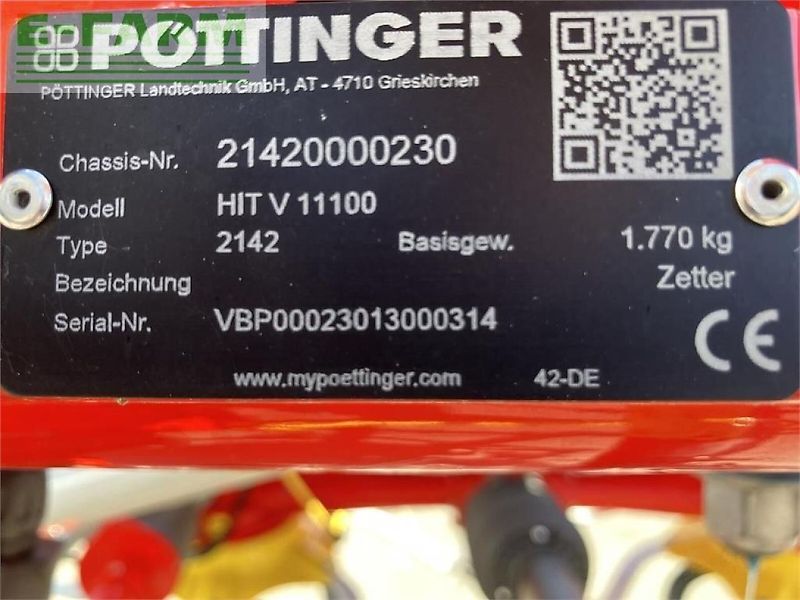 E-FARM
PÖTTINGER
PÖTTINGER Landtechnik GmbH, AT - 4710 Grieskirchen
Chassis-Nr. 21420000230
Modell HIT V 11100
Type 2142 Basisgew. 1.770 kg
Bezeichnung Zetter
Serial-Nr. VBP00023013000314
CE
www.mypoettinger.com 42-DE